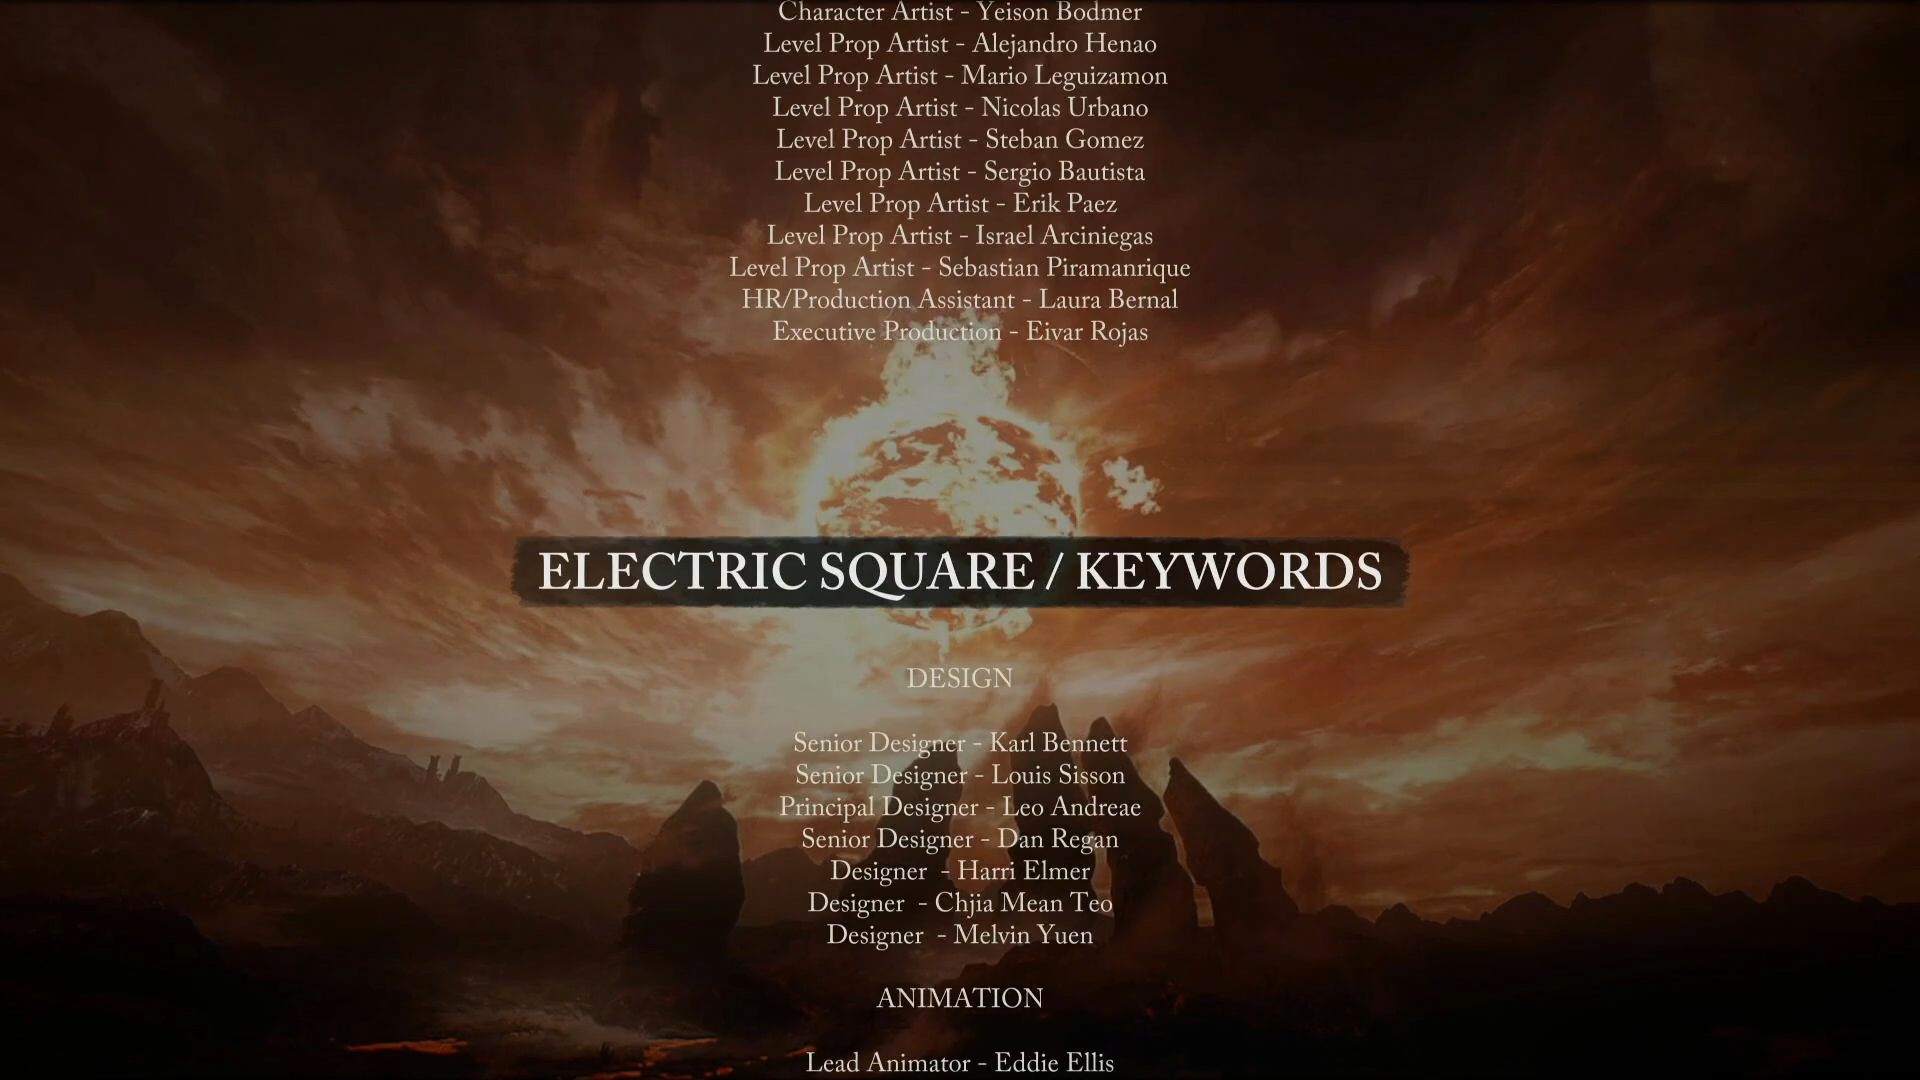 Character Artist - Yeison Bodmer
Level Prop Artist - Alejandro Henao
Level Prop Artist - Mario Leguizamon
Level Prop Artist - Nicolas Urbano
Level Prop Artist - Steban Gomez
Level Prop Artist - Sergio Bautista
Level Prop Artist - Erik Paez
Level Prop Artist - Israel Arciniegas
Level Prop Artist - Sebastian Piramanrique
HR/Production Assistant - Laura Bernal
Executive Production - Eivar Rojas
ELECTRIC SQUARE / KEYWORDS
DESIGN
Senior Designer - Karl Bennett
Senior Designer - Louis Sisson
Principal Designer - Leo Andreae
Senior Designer - Dan Regan
Designer  - Harri Elmer
Designer  - Chjia Mean Teo
Designer  - Melvin Yuen
ANIMATION
Lead Animator - Eddie Ellis